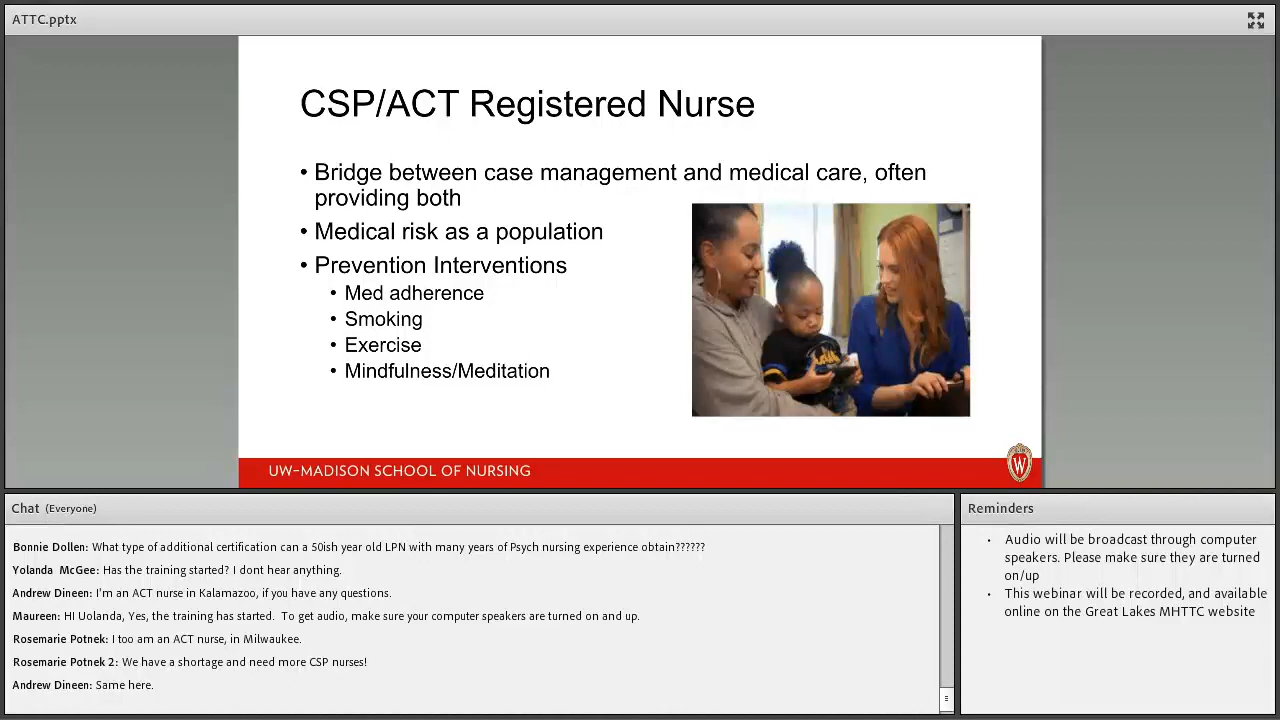 ATTC.pptx
CSP/ACT Registered Nurse
• Bridge between case management and medical care, often
providing both
• Medical risk as a population
• Prevention Interventions
• Med adherence
• Smoking
• Exercise
• Mindfulness/Meditation
UW-MADISON SCHOOL OF NURSING
W
Chat (Everyone)
Bonnie Dollen: What type of additional certification can a 50ish year old LPN with many years of Psych nursing experience obtain??????
Yolanda McGee: Has the training started? I dont hear anything.
Andrew Dineen: I'm an ACT nurse in Kalamazoo, if you have any questions.
Maureen: HI Uolanda, Yes, the training has started. To get audio, make sure your computer speakers are turned on and up.
Rosemarie Potnek: I too am an ACT nurse, in Milwaukee.
Rosemarie Potnek 2: We have a shortage and need more CSP nurses!
Andrew Dineen: Same here.
Reminders
• Audio will be broadcast through computer
speakers. Please make sure they are turned
on/up
• This webinar will be recorded, and available
online on the Great Lakes MHTTC website